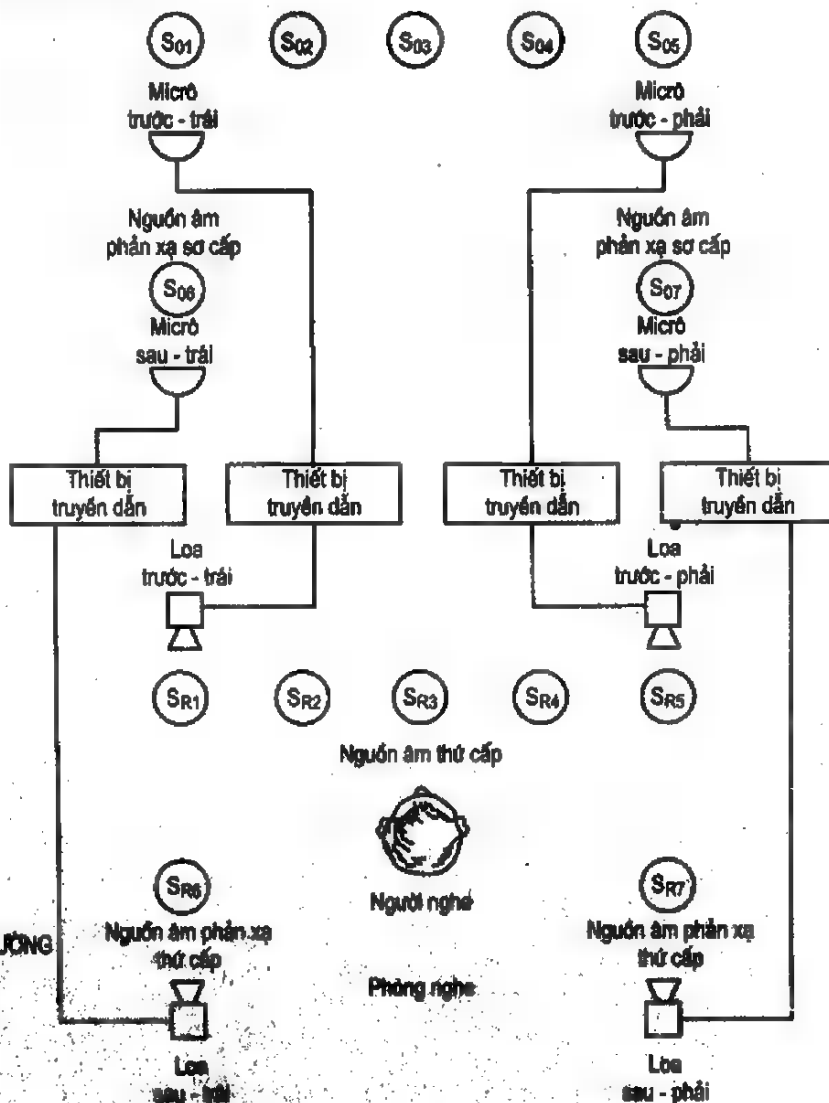 S01 S02 S03 S04 S05
Micrô
trước - trái
Micrô
trước - phải
Nguồn âm
phản xạ sơ cấp
Nguồn âm
phản xạ sơ cấp
S06
S07
Micrô
sau - trái
Micrô
sau - phải
Thiết bị
truyền dẫn
Thiết bị
truyền dẫn
Thiết bị
truyền dẫn
Thiết bị
truyền dẫn
Loa
trước - trái
Loa
trước - phải
SR1 SR2 SR3 SR4 SR5
Nguồn âm thứ cấp
SR6
SR7
Người nghe
ƯỜNG
Nguồn âm phản xạ
thứ cấp
Nguồn âm phản xạ
thứ cấp
Phòng nghe
Loa
sau - trái
Loa
sau - phải